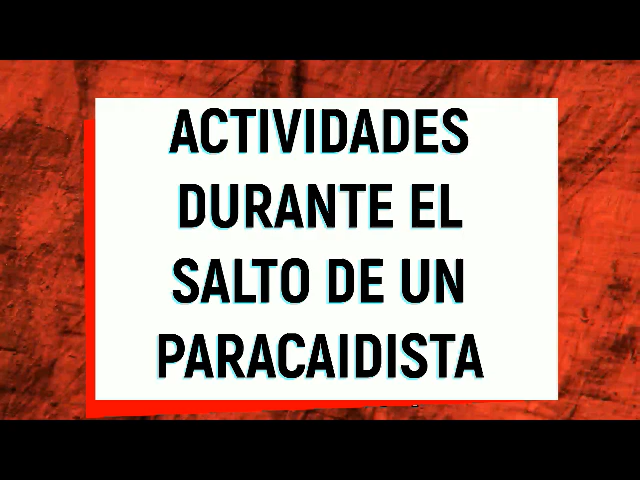 ACTIVIDADES
DURANTE EL
SALTO DE UN
PARACAIDISTA